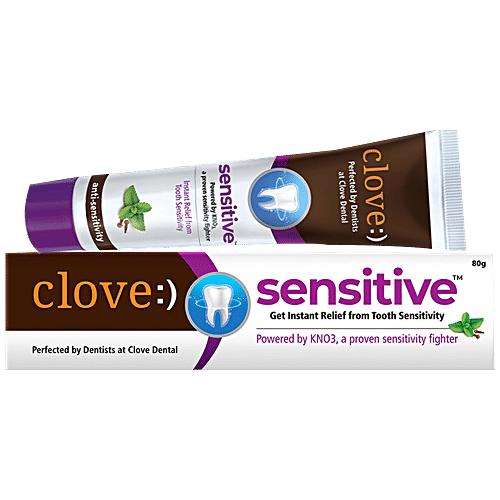 clove:)
Perfected by Dentists
at Clove Dental
sensitive
Powered by KNO3,
a proven sensitivity fighter
Instant Relief from
Tooth Sensitivity
anti-sensitivity
80g
clove:)
sensitive™
Get Instant Relief from Tooth Sensitivity
Powered by KNO3, a proven sensitivity fighter
Perfected by Dentists at Clove Dental